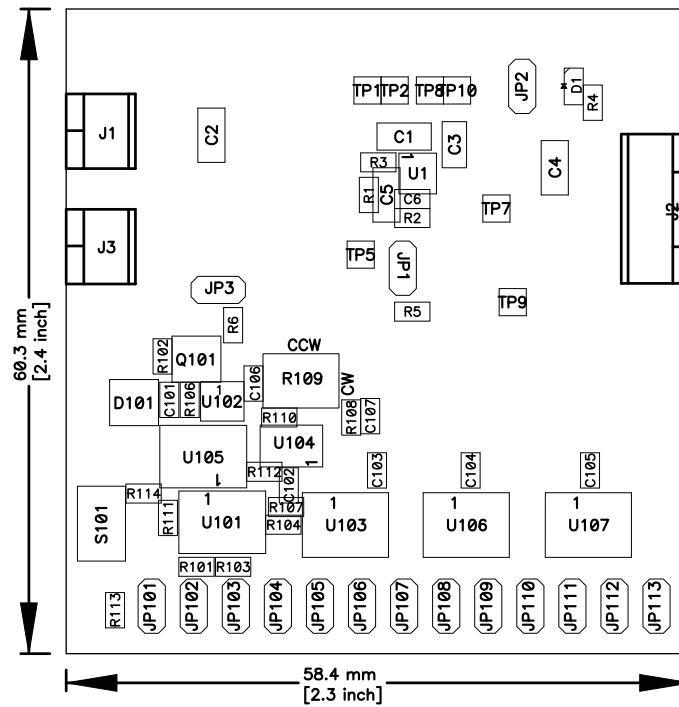 TP1 TP2 TP8 TP10 JP2 D1 R4
J1 C2 C1 C3 C4
1
R3 U1
R1 C5 C6 TP7 J2
R2
J3 TP5 JP1
JP3 TP9
R5
R6
60.3 mm
[2.4 inch]
CCW
R102 Q101 R109
C106 CW
D101 C101 R106 1 U102
R110 R108 C107
U105 U104
1 1
R112 C102 C103 C104 C105
R114
S101 R111 1 U101 R107 R104 1 U103 1 U106 1 U107
R101 R103
R113 JP101 JP102 JP103 JP104 JP105 JP106 JP107 JP108 JP109 JP110 JP111 JP112 JP113
58.4 mm
[2.3 inch]